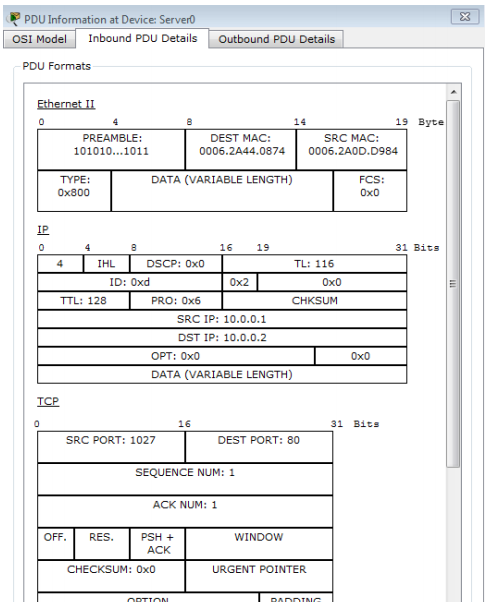 PDU Information at Device: Server0
OSI Model Inbound PDU Details Outbound PDU Details
PDU Formats
Ethernet II
0 4 8 14 19 Byte
PREAMBLE: 101010...1011 DEST MAC: 0006.2A44.0874 SRC MAC: 0006.2A0D.D984
TYPE: 0x800 DATA (VARIABLE LENGTH) FCS: 0x0
IP
0 4 8 16 19 31 Bits
4 IHL DSCP: 0x0 TL: 116
ID: 0xd 0x2 0x0
TTL: 128 PRO: 0x6 CHKSUM
SRC IP: 10.0.0.1
DST IP: 10.0.0.2
OPT: 0x0 0x0
DATA (VARIABLE LENGTH)
TCP
0 16 31 Bits
SRC PORT: 1027 DEST PORT: 80
SEQUENCE NUM: 1
ACK NUM: 1
OFF. RES. PSH + ACK WINDOW
CHECKSUM: 0x0 URGENT POINTER
OPTION PADDING